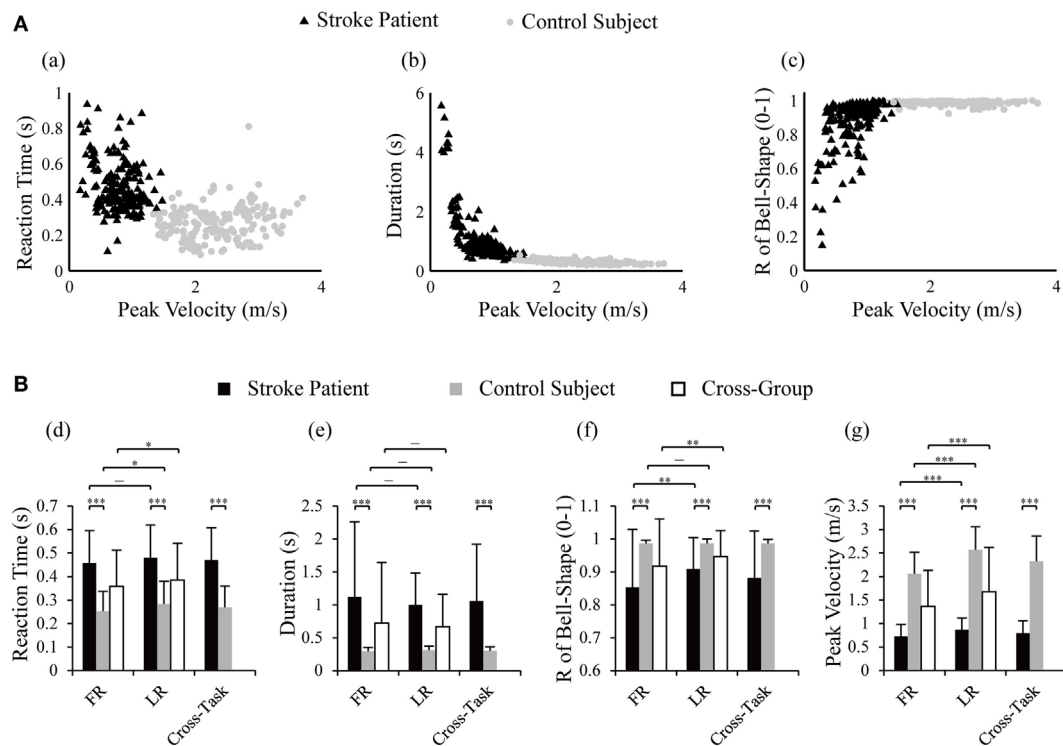 A
Stroke Patient Control Subject
(a)
Reaction Time (s)
1
0.8
0.6
0.4
0.2
0
0 2 4
Peak Velocity (m/s)
(b)
Duration (s)
6
4
2
0
0 2 4
Peak Velocity (m/s)
(c)
R of Bell-Shape (0-1)
1
0.8
0.6
0.4
0.2
0
0 2 4
Peak Velocity (m/s)
B
Stroke Patient Control Subject Cross-Group
(d)
*
*
—
*** *** ***
Reaction Time (s)
0.7
0.6
0.5
0.4
0.3
0.2
0.1
0
FR LR Cross-Task
(e)
—
—
—
*** *** ***
Duration (s)
2.5
2
1.5
1
0.5
0
FR LR Cross-Task
(f)
**
—
**
*** *** ***
R of Bell-Shape (0-1)
1.1
1
0.9
0.8
0.7
0.6
FR LR Cross-Task
(g)
***
***
***
*** *** ***
Peak Velocity (m/s)
3.5
3
2.5
2
1.5
1
0.5
0
FR LR Cross-Task